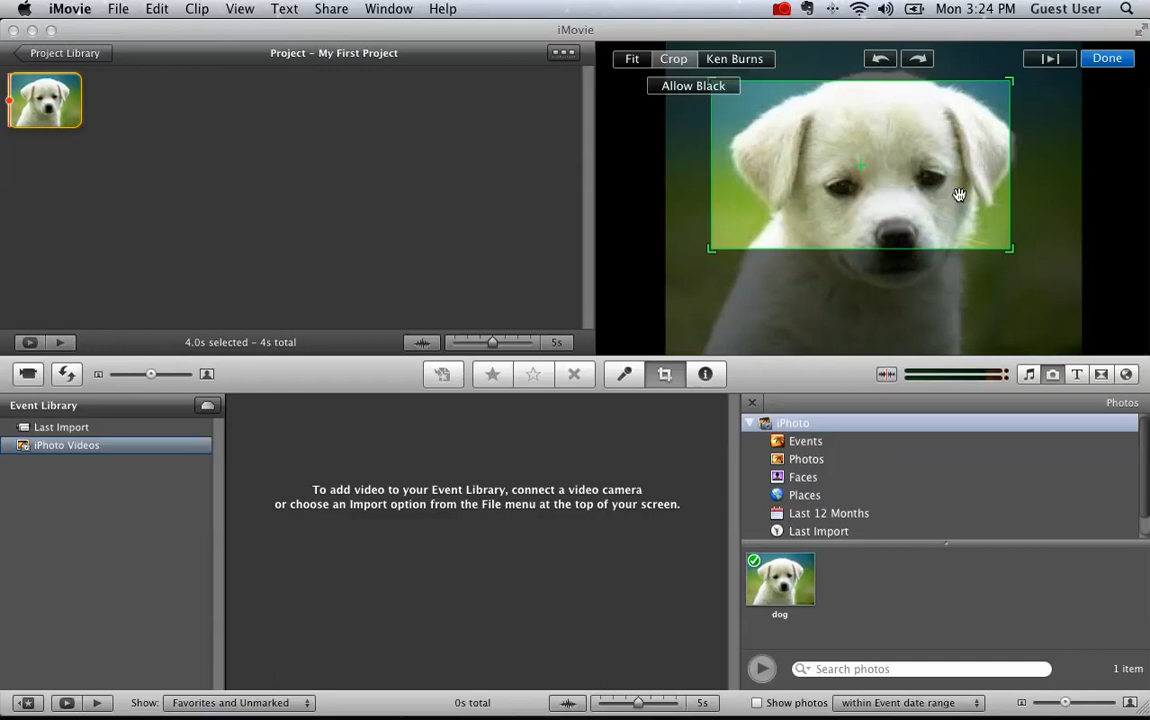 iMovie File Edit Clip View Text Share Window Help Mon 3:24 PM Guest User
iMovie
Project Library
Project - My First Project
Fit Crop Ken Burns Done
Allow Black
4.0s selected - 4s total
5s
Event Library
Photos
Last Import
iPhoto Videos
iPhoto
Events
Photos
Faces
Places
Last 12 Months
Last Import
To add video to your Event Library, connect a video camera
or choose an Import option from the File menu at the top of your screen.
dog
Search photos
1 item
Show: Favorites and Unmarked
0s total
5s
Show photos within Event date range